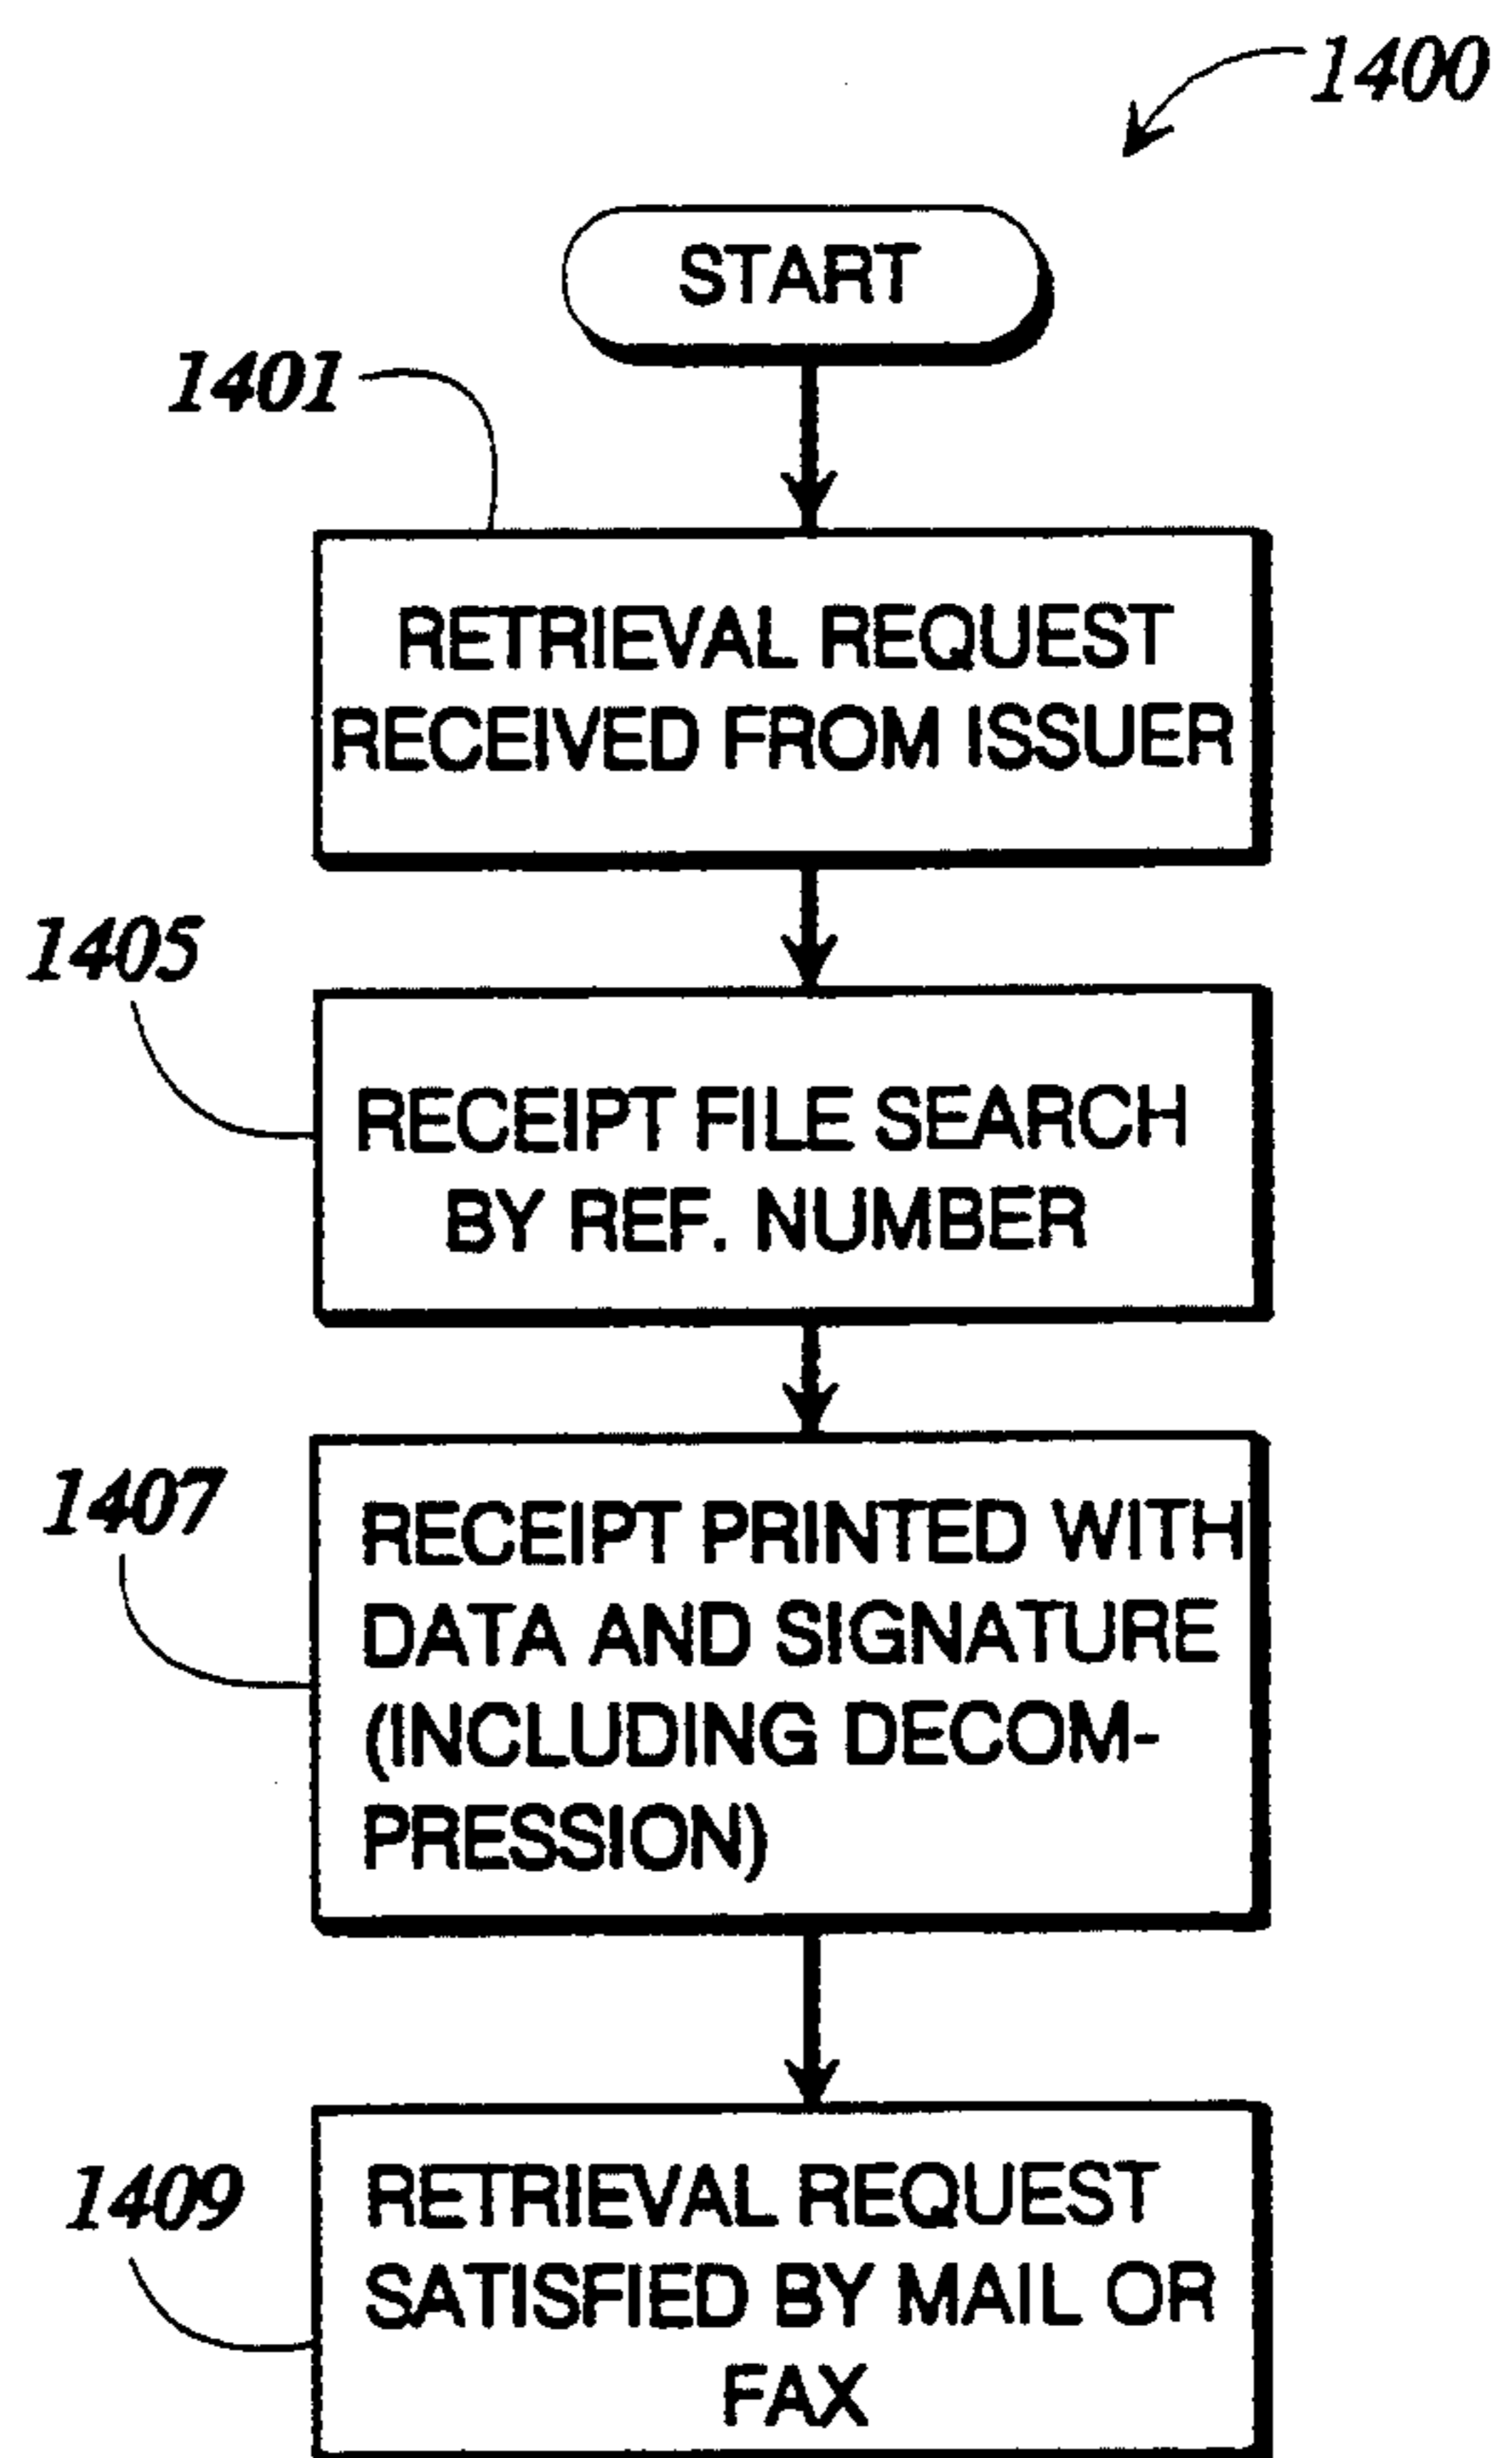 1400
START
1401
RETRIEVAL REQUEST
RECEIVED FROM ISSUER
1405
RECEIPT FILE SEARCH
BY REF. NUMBER
1407
RECEIPT PRINTED WITH
DATA AND SIGNATURE
(INCLUDING DECOM-
PRESSION)
1409
RETRIEVAL REQUEST
SATISFIED BY MAIL OR
FAX